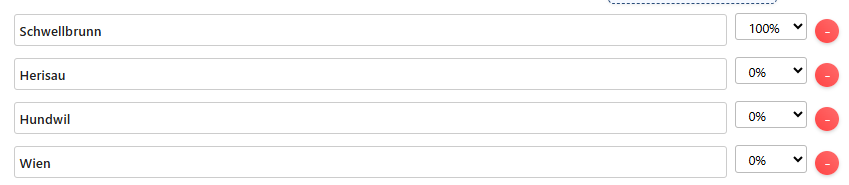 Schwellbrunn 100% -
Herisau 0% -
Hundwil 0% -
Wien 0% -